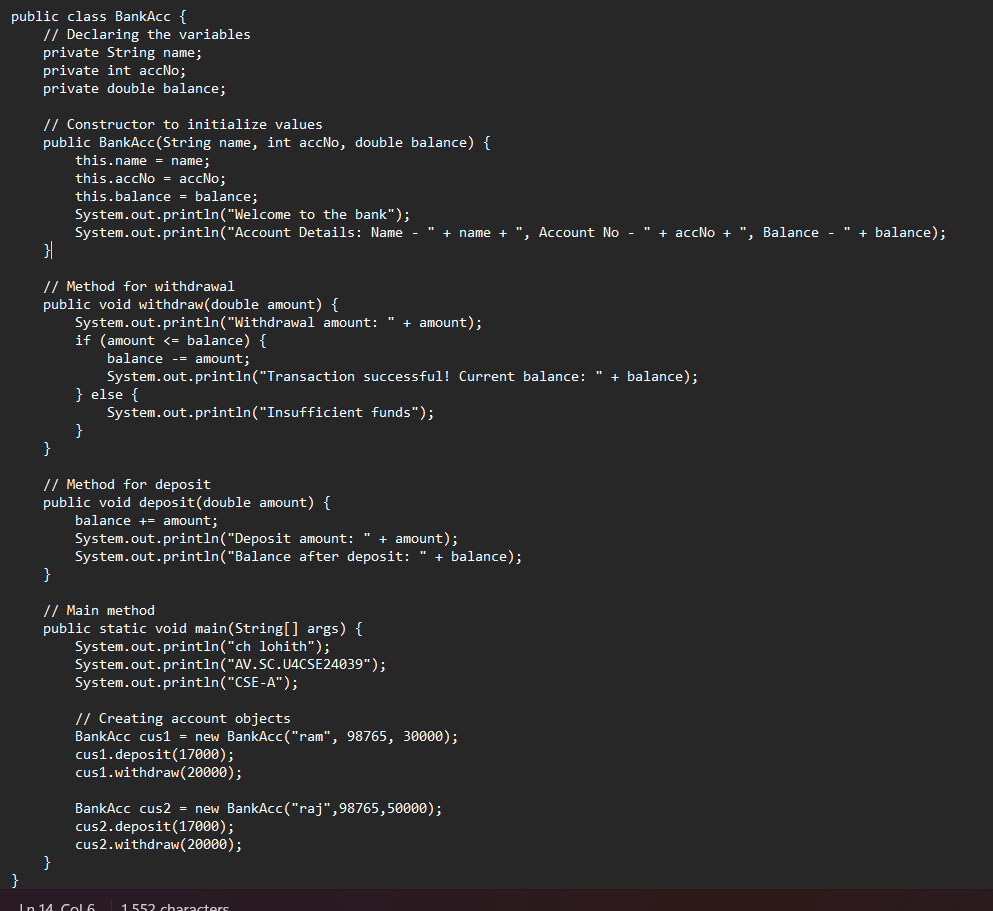 public class BankAcc {
    // Declaring the variables
    private String name;
    private int accNo;
    private double balance;

    // Constructor to initialize values
    public BankAcc(String name, int accNo, double balance) {
        this.name = name;
        this.accNo = accNo;
        this.balance = balance;
        System.out.println("Welcome to the bank");
        System.out.println("Account Details: Name - " + name + ", Account No - " + accNo + ", Balance - " + balance);
    }

    // Method for withdrawal
    public void withdraw(double amount) {
        System.out.println("Withdrawal amount: " + amount);
        if (amount <= balance) {
            balance -= amount;
            System.out.println("Transaction successful! Current balance: " + balance);
        } else {
            System.out.println("Insufficient funds");
        }
    }

    // Method for deposit
    public void deposit(double amount) {
        balance += amount;
        System.out.println("Deposit amount: " + amount);
        System.out.println("Balance after deposit: " + balance);
    }

    // Main method
    public static void main(String[] args) {
        System.out.println("ch lohith");
        System.out.println("AV.SC.U4CSE24039");
        System.out.println("CSE-A");

        // Creating account objects
        BankAcc cus1 = new BankAcc("ram", 98765, 30000);
        cus1.deposit(17000);
        cus1.withdraw(20000);

        BankAcc cus2 = new BankAcc("raj",98765,50000);
        cus2.deposit(17000);
        cus2.withdraw(20000);
    }
}
Ln 14, Col 6 1,552 characters